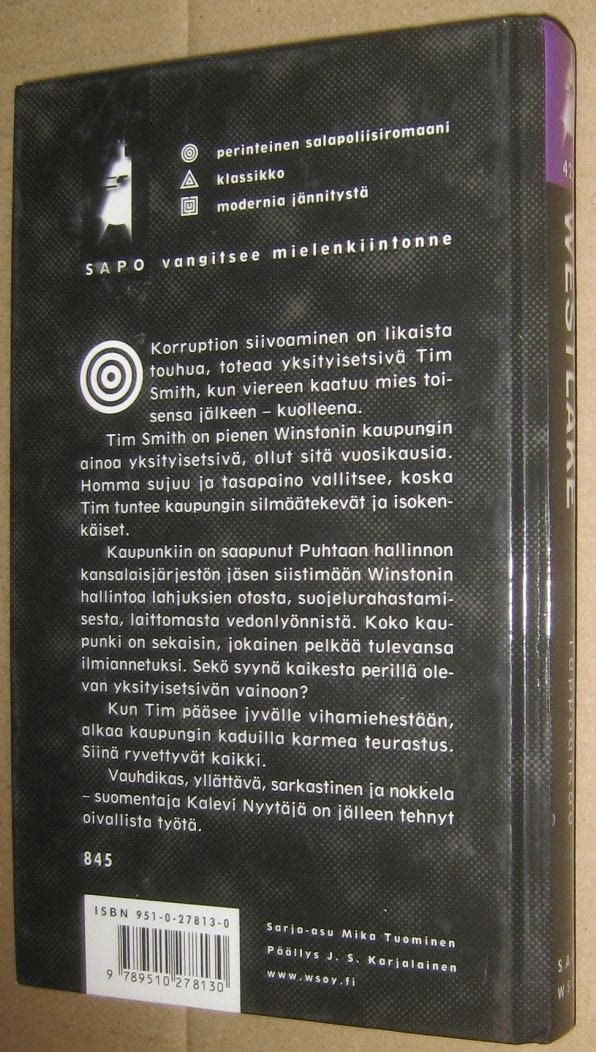 perinteinen salapoliisiromaani
klassikko
modernia jännitystä
SAPO vangitsee mielenkiintonne
Korruption siivoaminen on likaista
touhua, toteaa yksityisetsivä Tim
Smith, kun viereen kaatuu mies toi-
sensa jälkeen – kuolleena.
Tim Smith on pienen Winstonin kaupungin
ainoa yksityisetsivä, ollut sitä vuosikausia.
Homma sujuu ja tasapaino vallitsee, koska
Tim tuntee kaupungin silmäätekevät ja isoken-
käiset.
Kaupunkiin on saapunut Puhtaan hallinnon
kansalaisjärjestön jäsen siistimään Winstonin
hallintoa lahjuksien otosta, suojelurahastami-
sesta, laittomasta vedonlyönnistä. Koko kau-
punki on sekaisin, jokainen pelkää tulevansa
ilmiannetuksi. Sekö syynä kaikesta perillä ole-
van yksityisetsivän vainoon?
Kun Tim pääsee jyvälle vihamiehestään,
alkaa kaupungin kaduilla karmea teurastus.
Siinä ryvettyvät kaikki.
Vauhdikas, yllättävä, sarkastinen ja nokkela
– suomentaja Kalevi Nyytäjä on jälleen tehnyt
oivallista työtä.
845
ISBN 951-0-27813-0
9 789510 278130
Sarja-asu Mika Tuominen
Päällys J. S. Karjalainen
www.wsoy.fi
WESTLAKE
Tappoaikaa